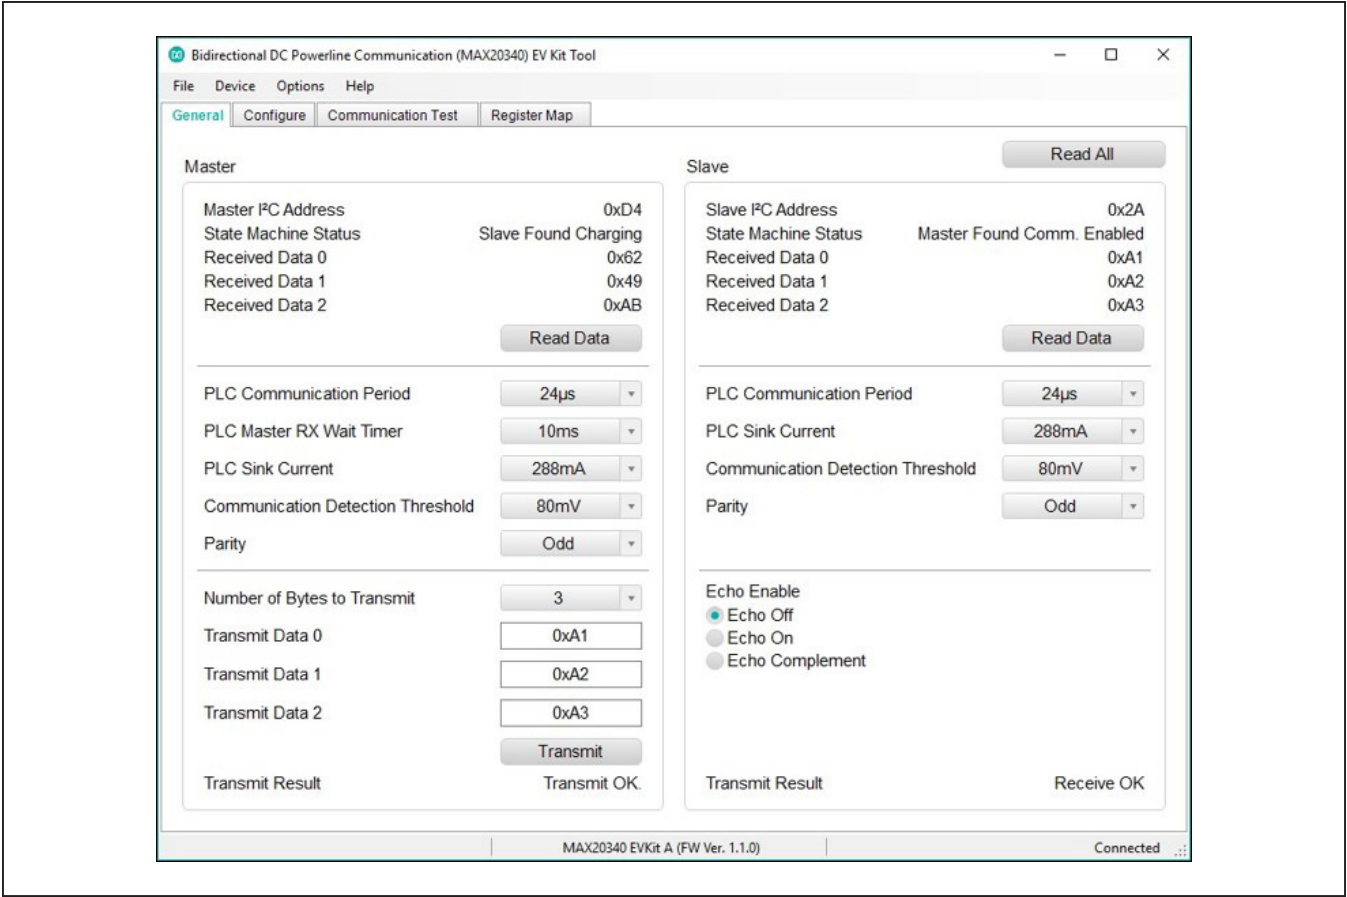 Bidirectional DC Powerline Communication (MAX20340) EV Kit Tool
File Device Options Help
General Configure Communication Test Register Map
Read All
Master
Master I²C Address 0xD4
State Machine Status Slave Found Charging
Received Data 0 0x62
Received Data 1 0x49
Received Data 2 0xAB
Read Data
PLC Communication Period 24µs
PLC Master RX Wait Timer 10ms
PLC Sink Current 288mA
Communication Detection Threshold 80mV
Parity Odd
Number of Bytes to Transmit 3
Transmit Data 0 0xA1
Transmit Data 1 0xA2
Transmit Data 2 0xA3
Transmit
Transmit Result Transmit OK.
Slave
Slave I²C Address 0x2A
State Machine Status Master Found Comm. Enabled
Received Data 0 0xA1
Received Data 1 0xA2
Received Data 2 0xA3
Read Data
PLC Communication Period 24µs
PLC Sink Current 288mA
Communication Detection Threshold 80mV
Parity Odd
Echo Enable
Echo Off
Echo On
Echo Complement
Transmit Result Receive OK
MAX20340 EVKit A (FW Ver. 1.1.0) Connected